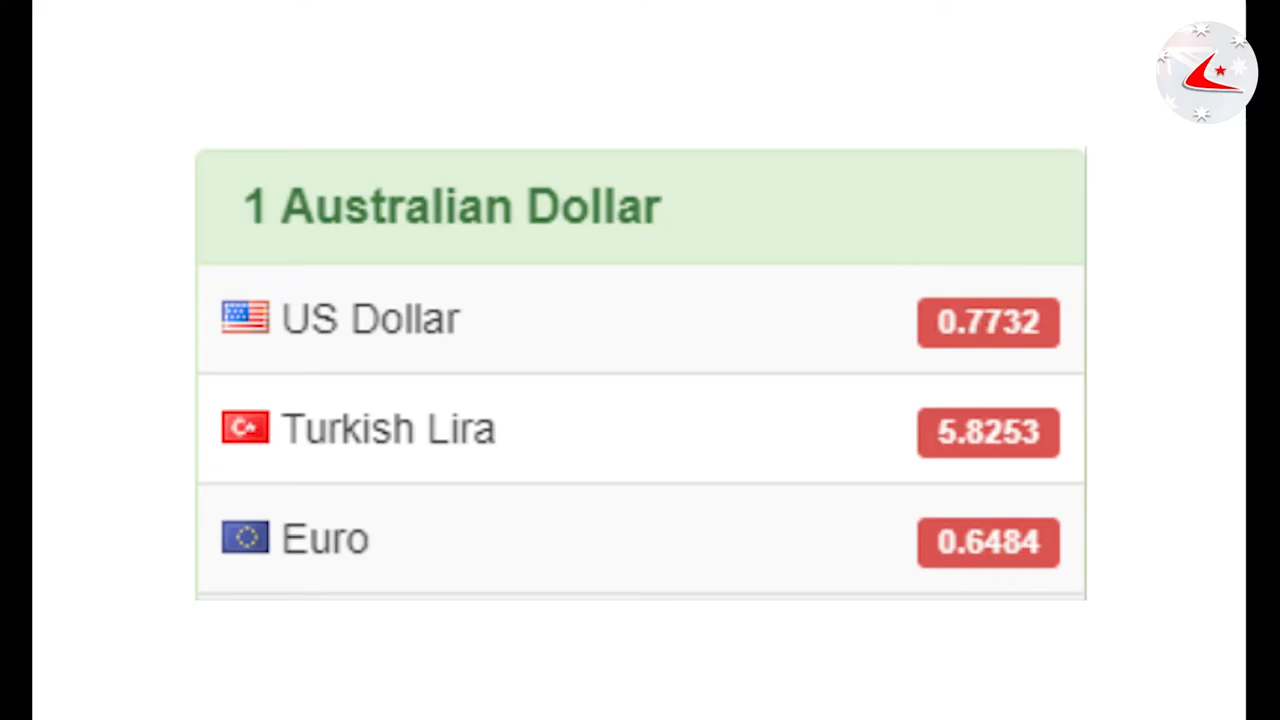 1 Australian Dollar
US Dollar 0.7732
Turkish Lira 5.8253
Euro 0.6484